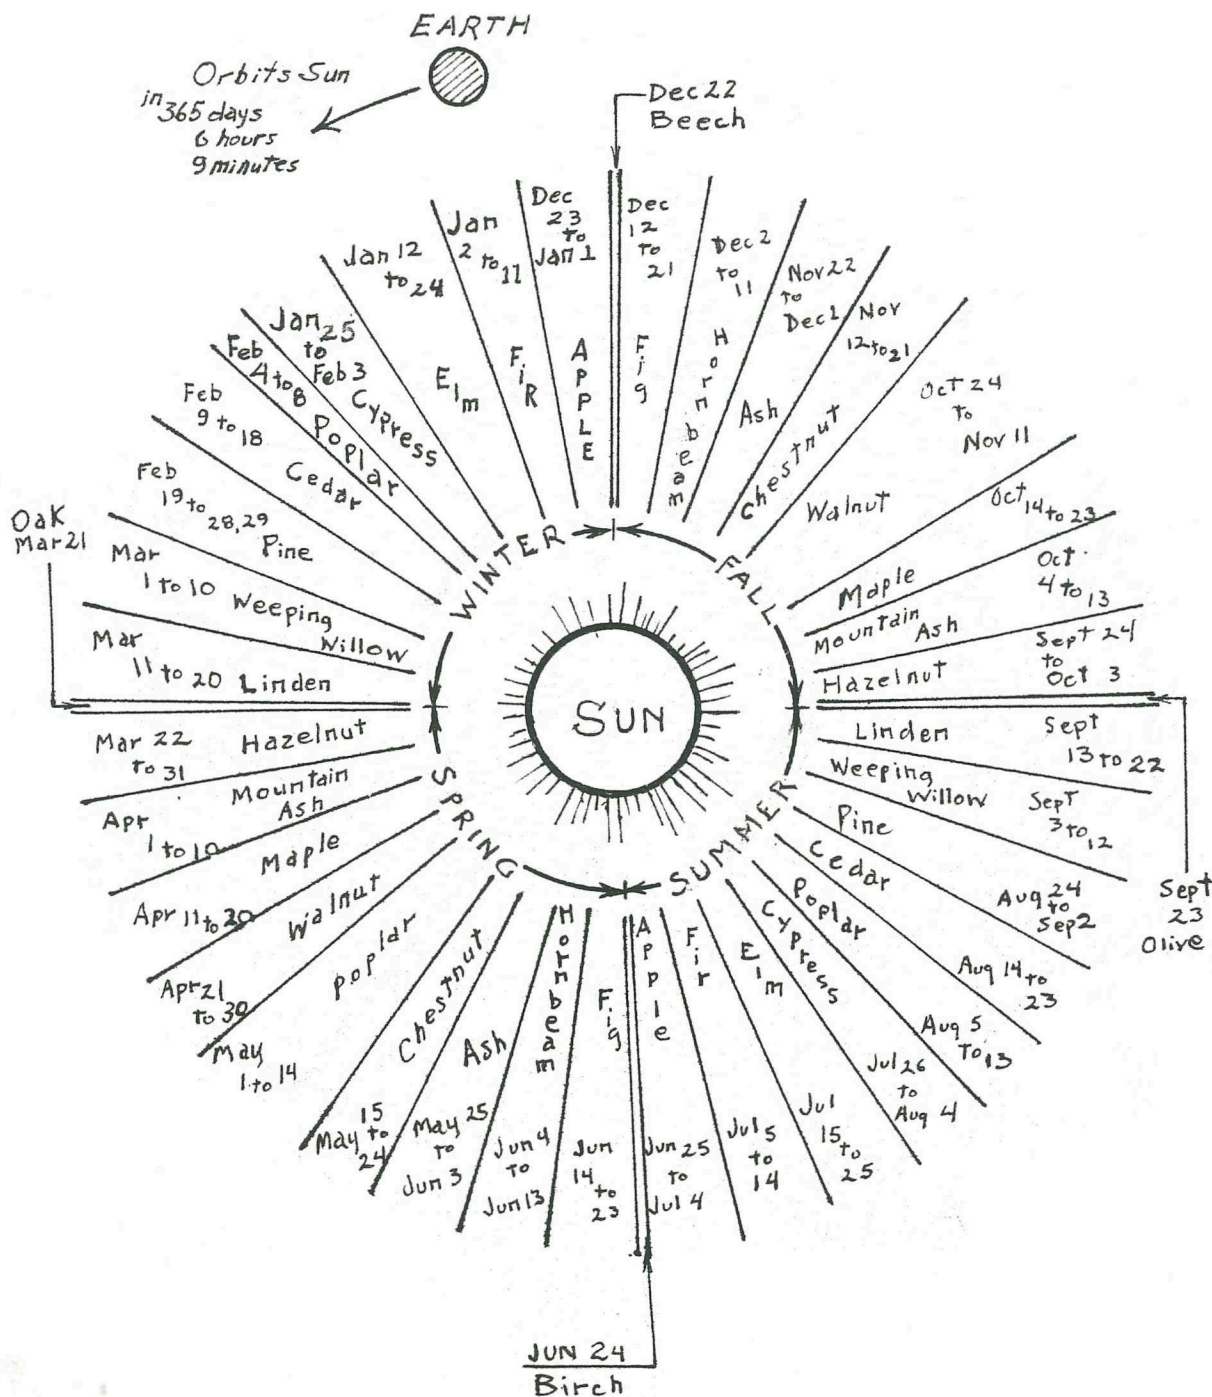 EARTH
Orbits Sun
in 365 days
6 hours
9 minutes
Dec 22
Beech
Dec
23
to
Jan 1
APPLE
Jan
2 to 11
FiR
Jan 12
to 24
Elm
Jan 25
to
Feb 3
Cypress
Feb
4 to 8
Poplar
Feb
9 to 18
Cedar
Feb
19 to
28,29
Pine
Mar
1 to 10
Weeping
Willow
Mar
11 to 20
Linden
Oak
Mar 21
Mar 22
to 31
Hazelnut
Apr
1 to 10
Mountain
Ash
Apr 11 to 20
Maple
Apr 21
to 30
Walnut
May
1 to 14
poplar
May 15
to
24
Chestnut
May 25
to
Jun 3
Ash
Jun 4
to
Jun 13
Hornbeam
Jun
14
to
23
Fig
JUN 24
Birch
Jun 25
to
Jul 4
Apple
Jul 5
to
14
Fir
Jul
15 to
25
Elm
Jul 26
to
Aug 4
Cypress
Aug 5
To 13
Poplar
Aug 14 to
23
Cedar
Aug 24
to
Sep 2
Pine
Sept
3 to 12
Weeping
Willow
Sept
13 to 22
Linden
Sept
23
Olive
Sept 24
to
Oct 3
Hazelnut
Oct
4 to 13
Mountain
Ash
Oct 14 to 23
Maple
Oct 24
to
Nov 11
Walnut
Nov
12 to 21
Chestnut
Nov 22
to
Dec 1
Ash
Dec 2
to
11
Hornbeam
Dec
12
to
21
Fig
WINTER
FALL
SPRING
SUMMER
SUN